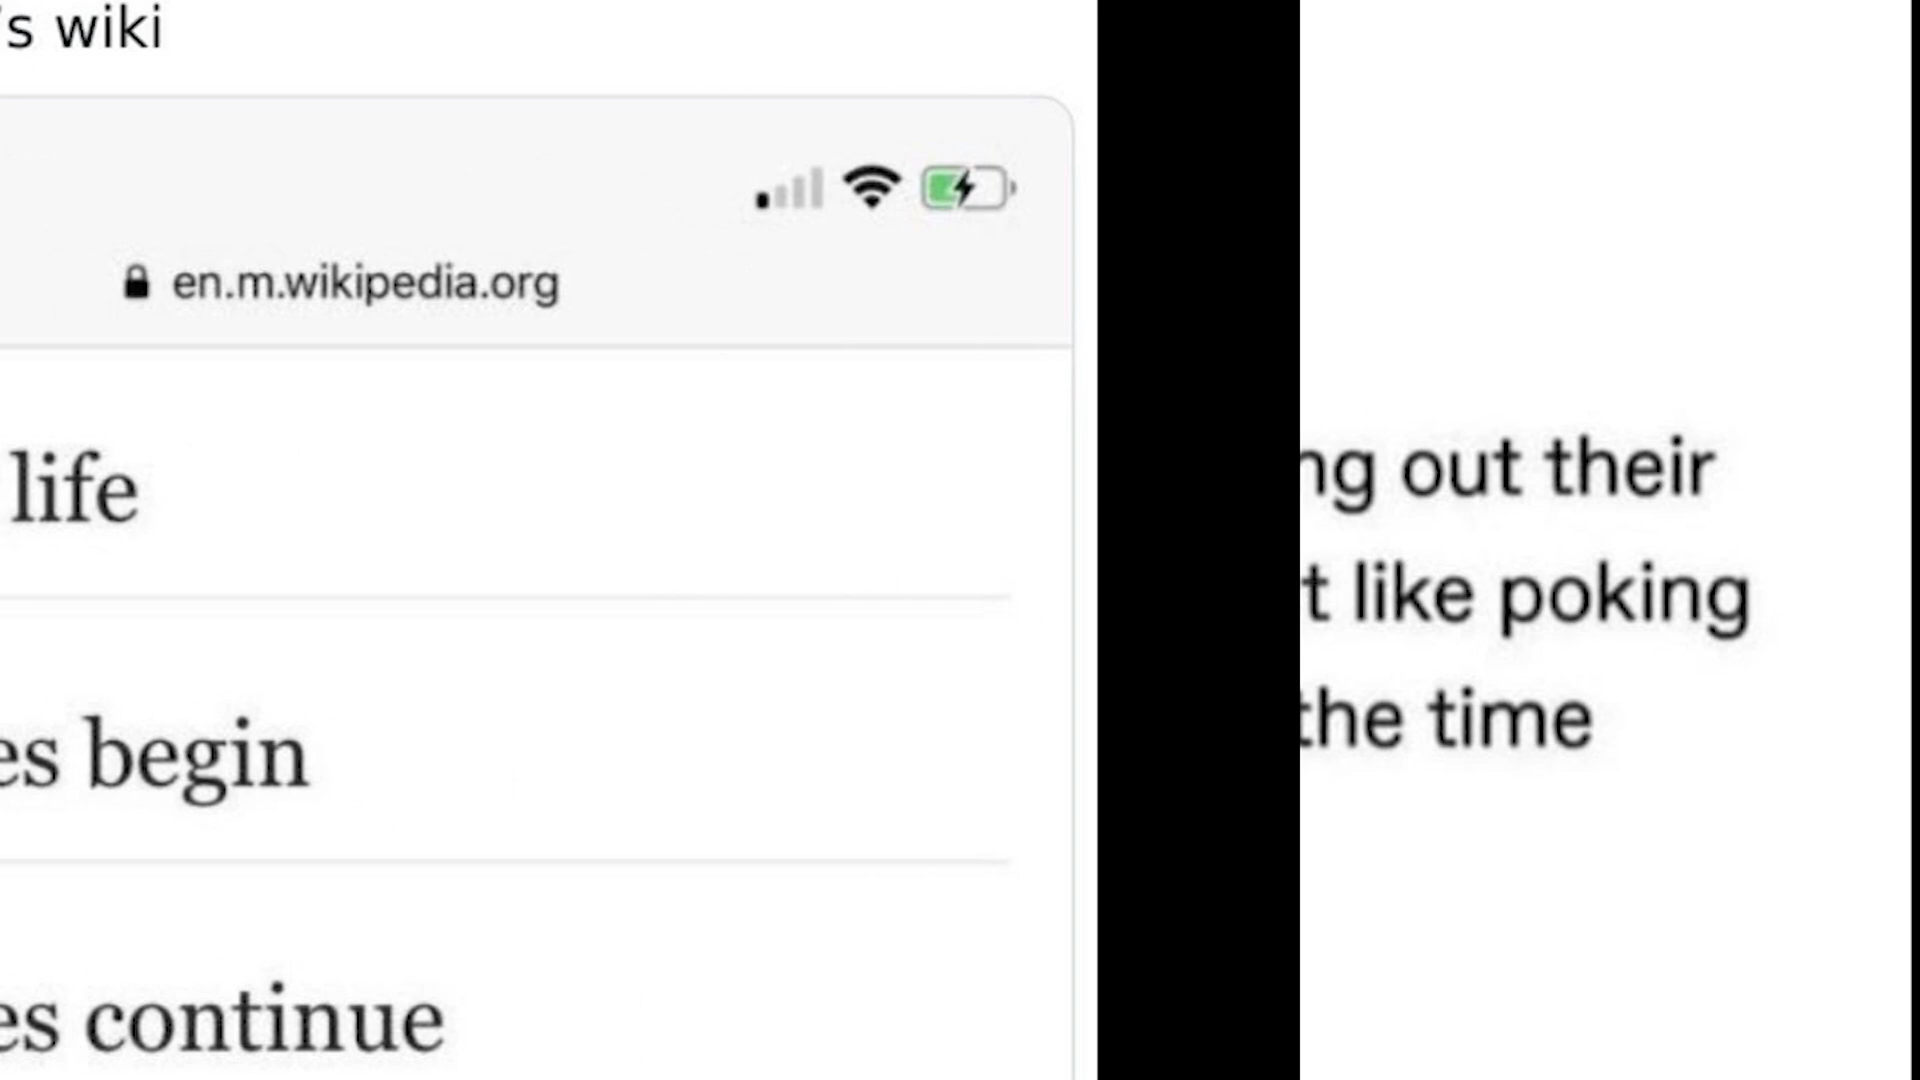 's wiki
en.m.wikipedia.org
life
es begin
es continue
ng out their
t like poking
the time